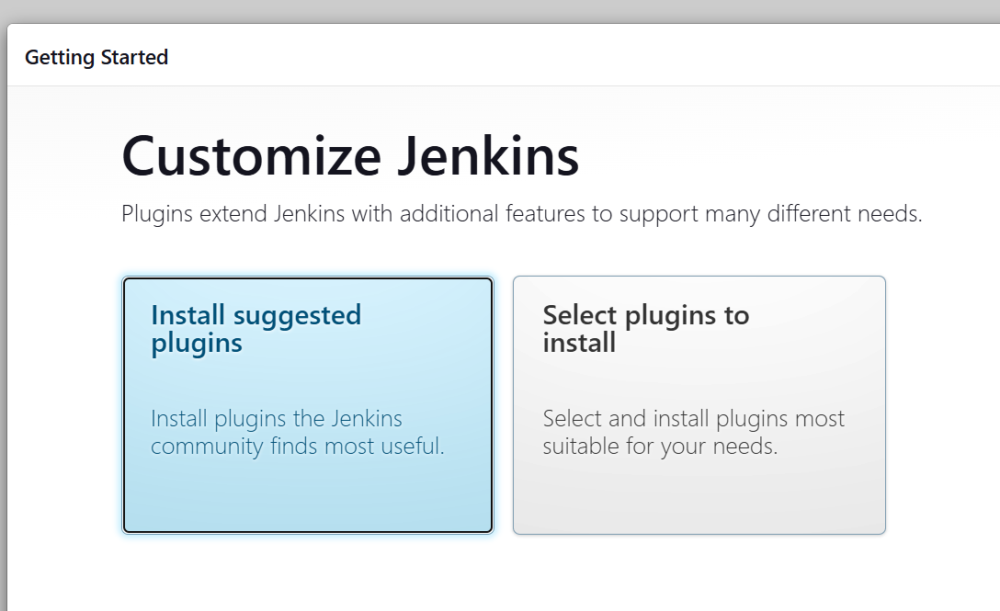 Getting Started
Customize Jenkins
Plugins extend Jenkins with additional features to support many different needs.
Install suggested
plugins
Install plugins the Jenkins
community finds most useful.
Select plugins to
install
Select and install plugins most
suitable for your needs.